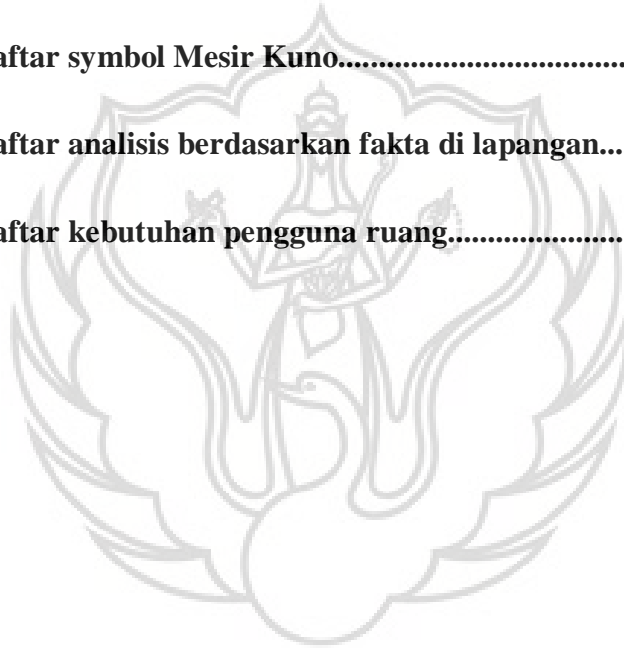 aftar symbol Mesir Kuno....................................
aftar analisis berdasarkan fakta di lapangan...
aftar kebutuhan pengguna ruang......................